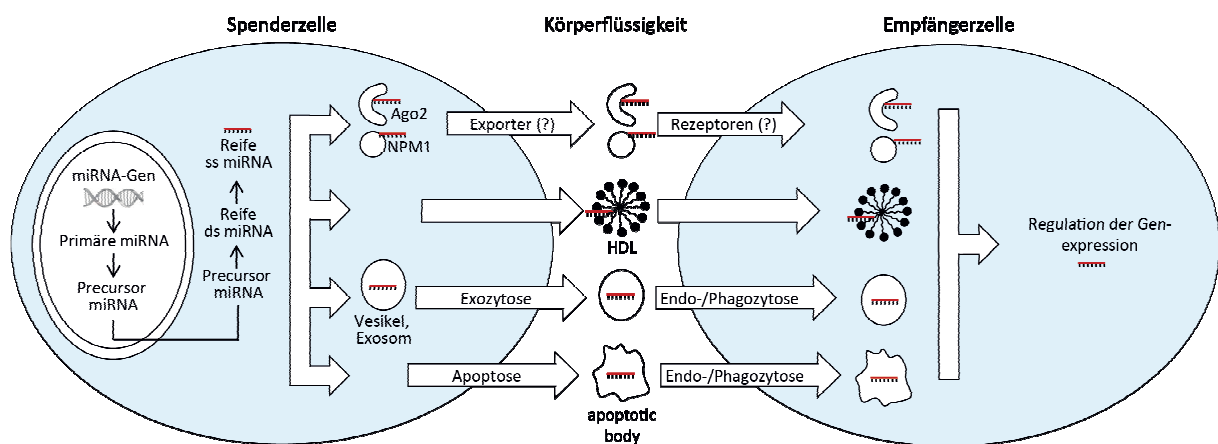 Spenderzelle
Körperflüssigkeit
Empfängerzelle
miRNA-Gen
Primäre miRNA
Precursor
miRNA
Reife
ss miRNA
Reife
ds miRNA
Precursor
miRNA
Ago2
NPM1
Exporter (?)
Rezeptoren (?)
HDL
Vesikel,
Exosom
Exozytose
Endo-/Phagozytose
Apoptose
apoptotic
body
Endo-/Phagozytose
Regulation der Gen-
expression